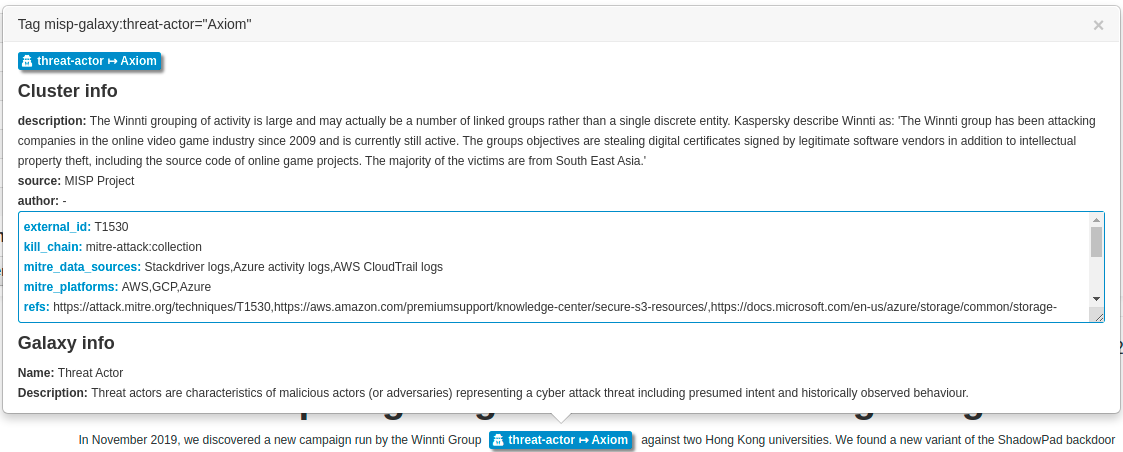 Tag misp-galaxy:threat-actor="Axiom"
×
threat-actor ↦ Axiom
Cluster info
description: The Winnti grouping of activity is large and may actually be a number of linked groups rather than a single discrete entity. Kaspersky describe Winnti as: 'The Winnti group has been attacking
companies in the online video game industry since 2009 and is currently still active. The groups objectives are stealing digital certificates signed by legitimate software vendors in addition to intellectual
property theft, including the source code of online game projects. The majority of the victims are from South East Asia.'
source: MISP Project
author: -
external_id: T1530
kill_chain: mitre-attack:collection
mitre_data_sources: Stackdriver logs,Azure activity logs,AWS CloudTrail logs
mitre_platforms: AWS,GCP,Azure
refs: https://attack.mitre.org/techniques/T1530,https://aws.amazon.com/premiumsupport/knowledge-center/secure-s3-resources/,https://docs.microsoft.com/en-us/azure/storage/common/storage-
Galaxy info
Name: Threat Actor
Description: Threat actors are characteristics of malicious actors (or adversaries) representing a cyber attack threat including presumed intent and historically observed behaviour.
In November 2019, we discovered a new campaign run by the Winnti Group threat-actor ↦ Axiom against two Hong Kong universities. We found a new variant of the ShadowPad backdoor